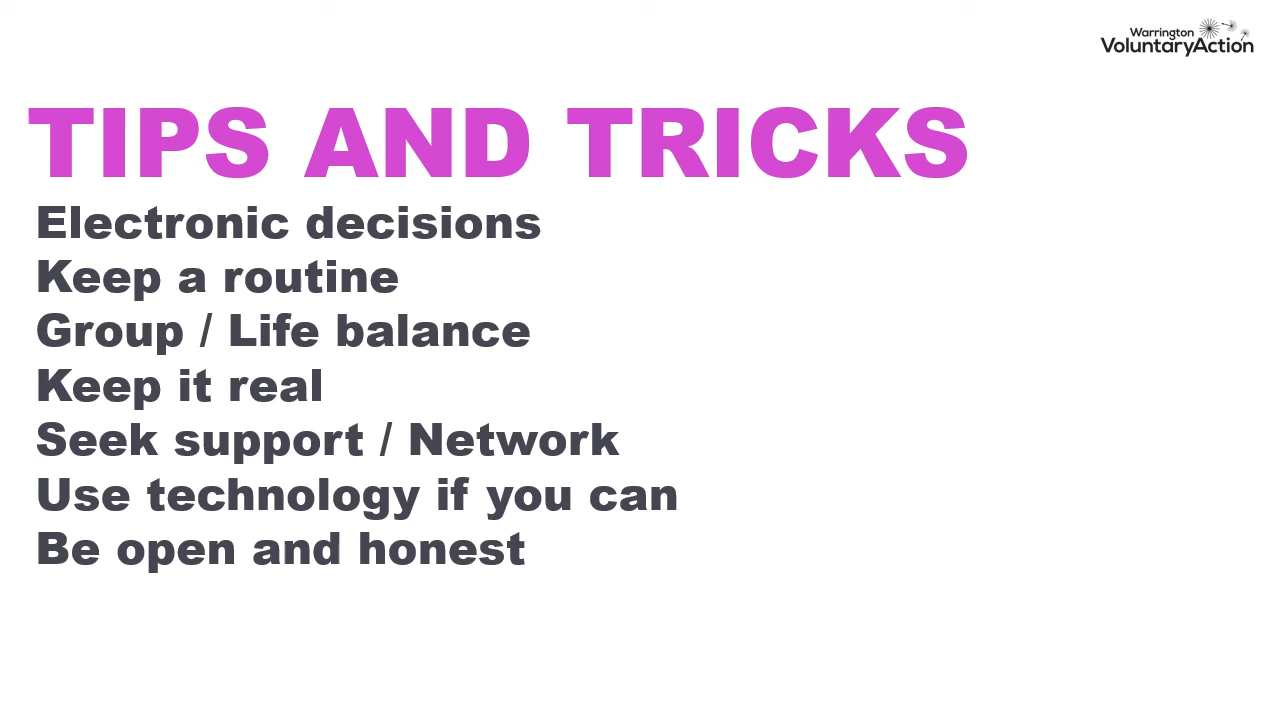 Warrington
VoluntaryAction
TIPS AND TRICKS
Electronic decisions
Keep a routine
Group / Life balance
Keep it real
Seek support / Network
Use technology if you can
Be open and honest